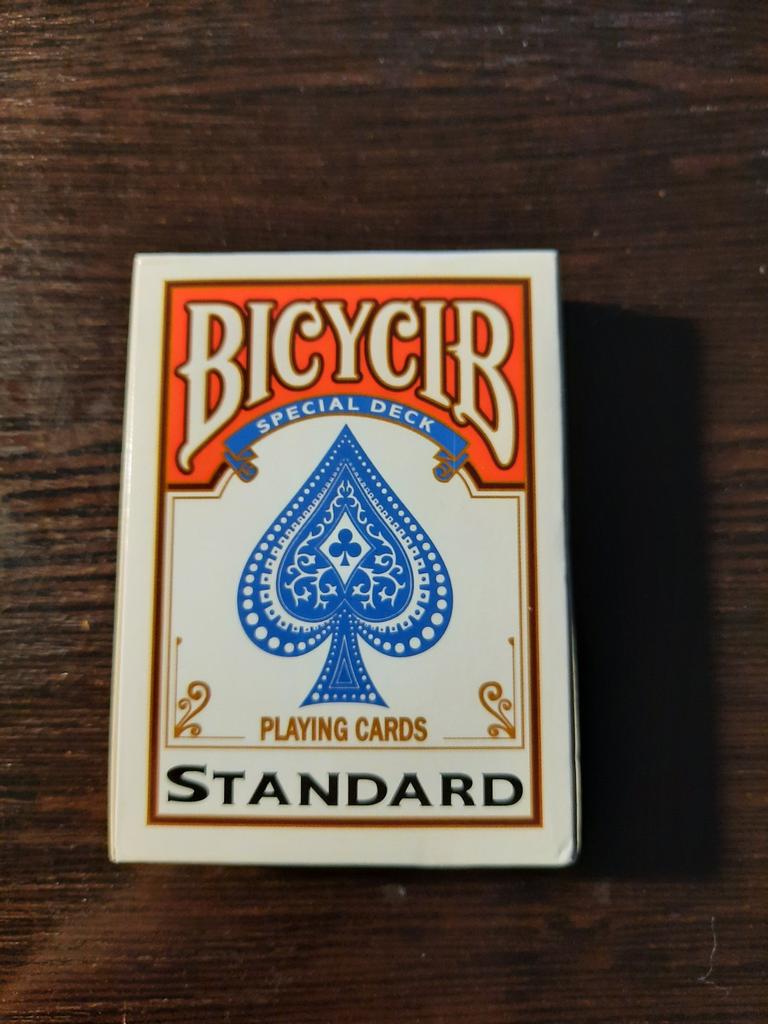 BICYCIB
SPECIAL DECK
PLAYING CARDS
STANDARD